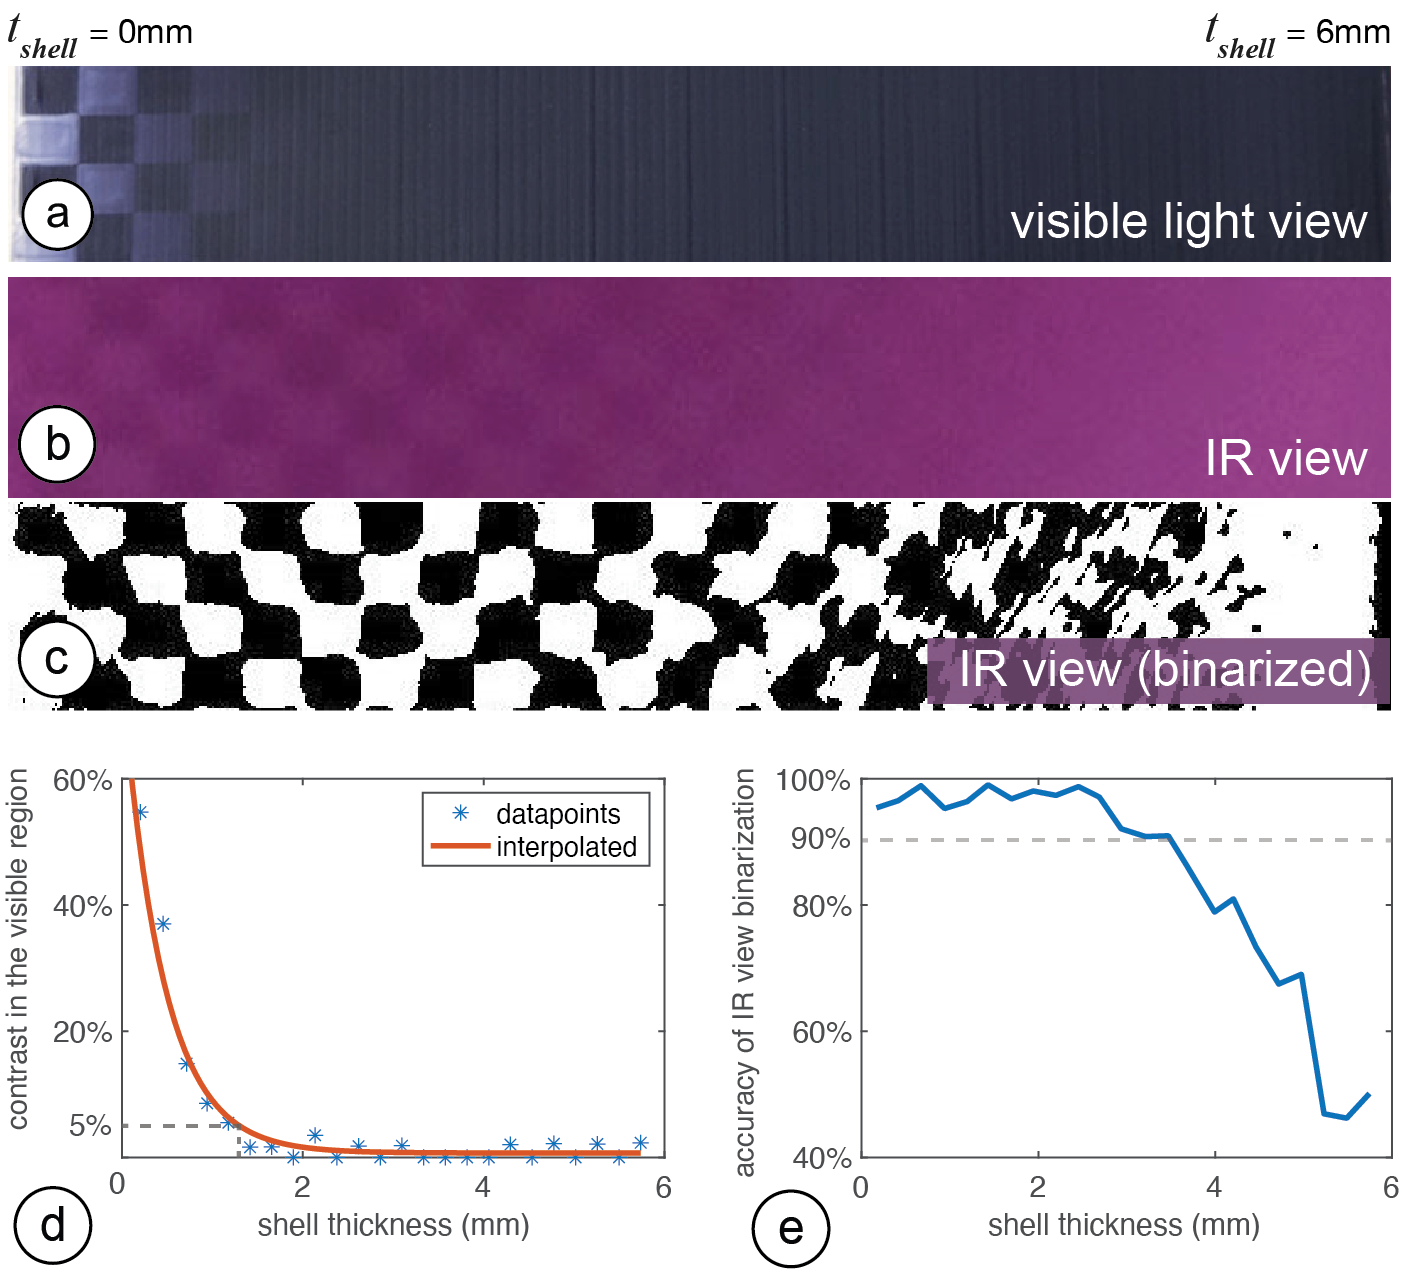 t shell = 0mm
t shell = 6mm
a
visible light view
b
IR view
c
IR view (binarized)
contrast in the visible region
60%
40%
20%
5%
0
2
4
6
shell thickness (mm)
datapoints
interpolated
d
accuracy of IR view binarization
100%
90%
80%
60%
40%
0
2
4
6
shell thickness (mm)
e